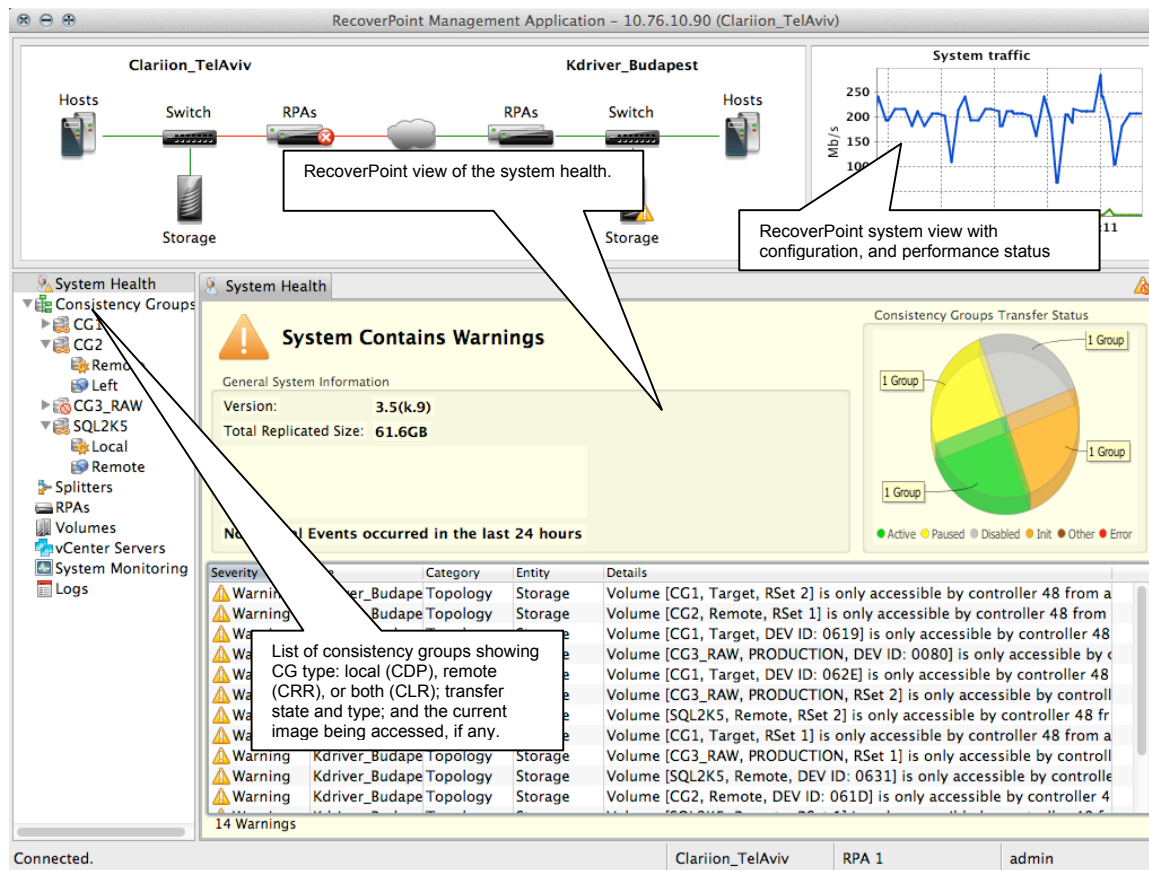 RecoverPoint Management Application – 10.76.10.90 (Clariion_TelAviv)
Clariion_TelAviv
Kdriver_Budapest
Hosts
Switch
RPAs
RPAs
Switch
Hosts
Storage
Storage
System traffic
Mb/s
250
200
150
100
:11
RecoverPoint view of the system health.
RecoverPoint system view with
configuration, and performance status
System Health
Consistency Groups
CG1
CG2
Remote
Left
CG3_RAW
SQL2K5
Local
Remote
Splitters
RPAs
Volumes
vCenter Servers
System Monitoring
Logs
System Health
System Contains Warnings
General System Information
Version: 3.5(k.9)
Total Replicated Size: 61.6GB
Events occurred in the last 24 hours
Consistency Groups Transfer Status
1 Group
1 Group
1 Group
1 Group
Active Paused Disabled Init Other Error
Severity Category Entity Details
Warning Kdriver_Budape Topology Storage Volume [CG1, Target, RSet 2] is only accessible by controller 48 from a
Warning Kdriver_Budape Topology Storage Volume [CG2, Remote, RSet 1] is only accessible by controller 48 from
Topology Storage Volume [CG1, Target, DEV ID: 0619] is only accessible by controller 48
Volume [CG3_RAW, PRODUCTION, DEV ID: 0080] is only accessible by c
Volume [CG1, Target, DEV ID: 062E] is only accessible by controller 48
Volume [CG3_RAW, PRODUCTION, RSet 2] is only accessible by controll
Volume [SQL2K5, Remote, RSet 2] is only accessible by controller 48 fr
Volume [CG1, Target, RSet 1] is only accessible by controller 48 from a
Warning Kdriver_Budape Topology Storage Volume [CG3_RAW, PRODUCTION, RSet 1] is only accessible by controll
Warning Kdriver_Budape Topology Storage Volume [SQL2K5, Remote, DEV ID: 0631] is only accessible by controlle
Warning Kdriver_Budape Topology Storage Volume [CG2, Remote, DEV ID: 061D] is only accessible by controller 4
List of consistency groups showing
CG type: local (CDP), remote
(CRR), or both (CLR); transfer
state and type; and the current
image being accessed, if any.
14 Warnings
Connected.
Clariion_TelAviv
RPA 1
admin